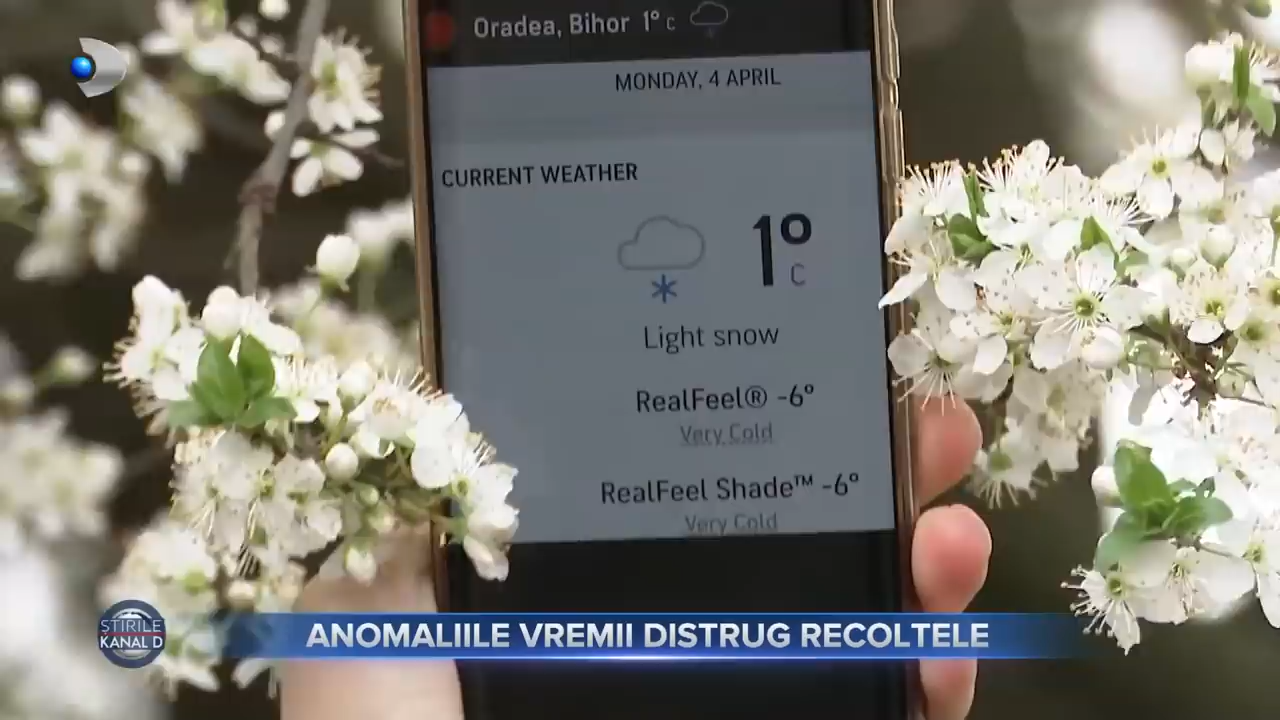 Oradea, Bihor 1° C
MONDAY, 4 APRIL
CURRENT WEATHER
1°
C
Light snow
RealFeel® -6°
Very Cold
RealFeel Shade™ -6°
Very Cold
ȘTIRILE
KANAL D
ANOMALIILE VREMII DISTRUG RECOLTELE